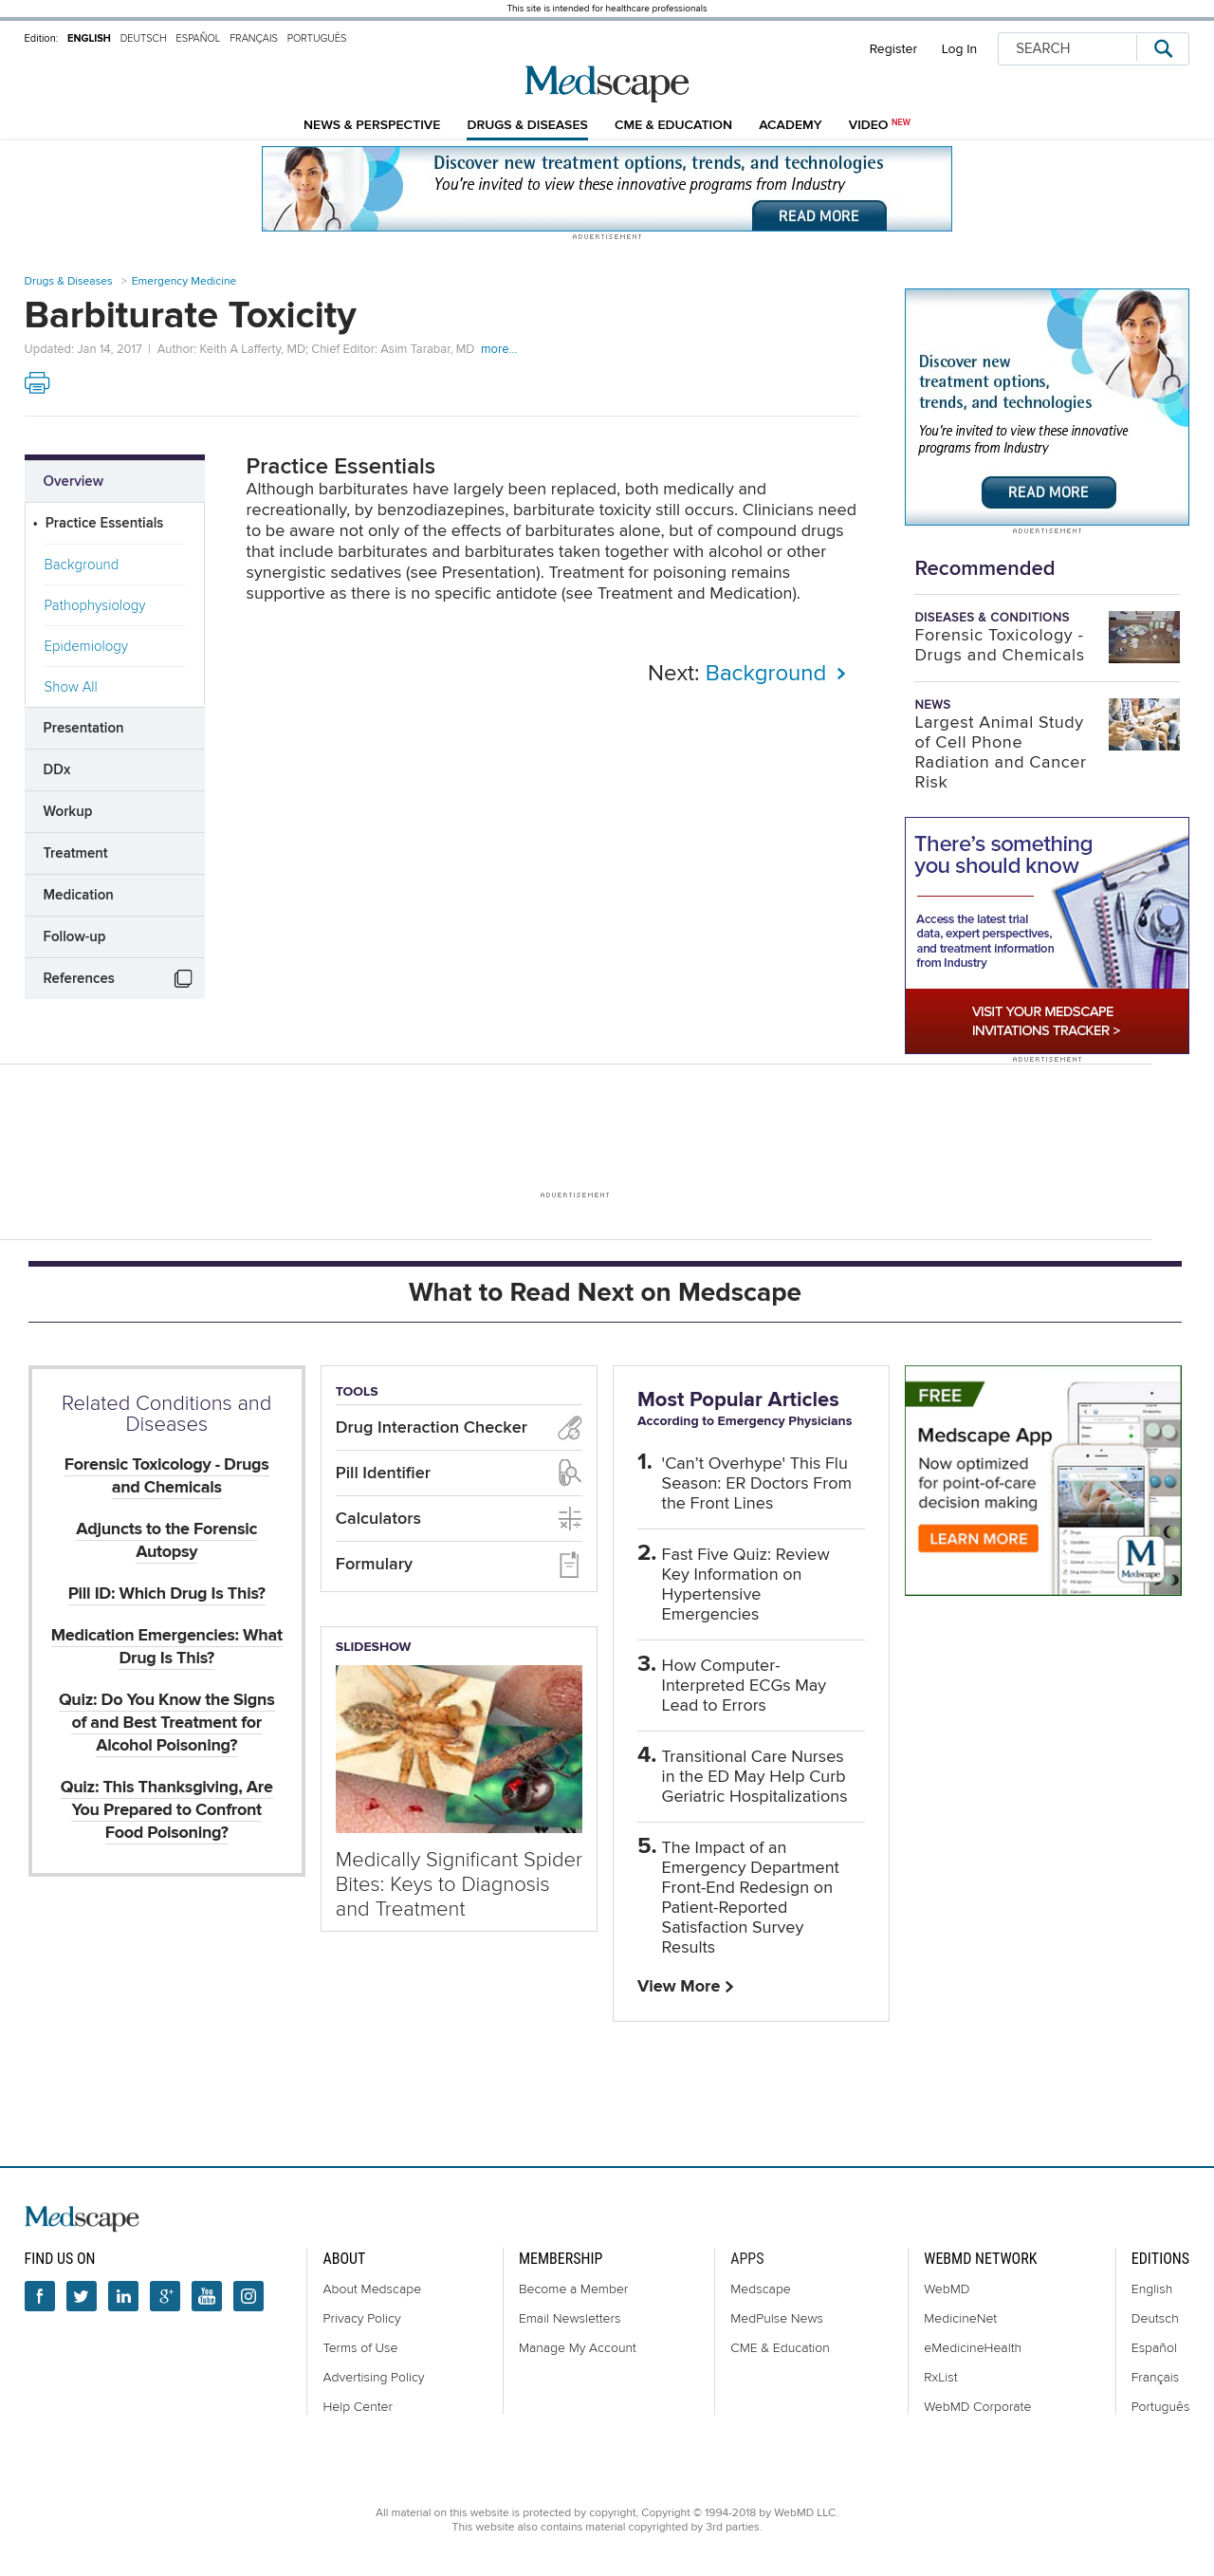 This site is intended for healthcare professionals
Edition: ENGLISH DEUTSCH ESPAÑOL FRANÇAIS PORTUGUÊS
Register Log In SEARCH
Medscape
NEWS & PERSPECTIVE DRUGS & DISEASES CME & EDUCATION ACADEMY VIDEO NEW
Discover new treatment options, trends, and technologies
You're invited to view these innovative programs from Industry
READ MORE
ADVERTISEMENT
Drugs & Diseases > Emergency Medicine
Barbiturate Toxicity
Updated: Jan 14, 2017 | Author: Keith A Lafferty, MD; Chief Editor: Asim Tarabar, MD more...
Overview
• Practice Essentials
Background
Pathophysiology
Epidemiology
Show All
Presentation
DDx
Workup
Treatment
Medication
Follow-up
References
Practice Essentials
Although barbiturates have largely been replaced, both medically and
recreationally, by benzodiazepines, barbiturate toxicity still occurs. Clinicians need
to be aware not only of the effects of barbiturates alone, but of compound drugs
that include barbiturates and barbiturates taken together with alcohol or other
synergistic sedatives (see Presentation). Treatment for poisoning remains
supportive as there is no specific antidote (see Treatment and Medication).
Next: Background
Discover new
treatment options,
trends, and technologies
You're invited to view these innovative
programs from Industry
READ MORE
ADVERTISEMENT
Recommended
DISEASES & CONDITIONS
Forensic Toxicology -
Drugs and Chemicals
NEWS
Largest Animal Study
of Cell Phone
Radiation and Cancer
Risk
There's something
you should know
Access the latest trial
data, expert perspectives,
and treatment information
from Industry
VISIT YOUR MEDSCAPE
INVITATIONS TRACKER >
ADVERTISEMENT
ADVERTISEMENT
What to Read Next on Medscape
Related Conditions and
Diseases
Forensic Toxicology - Drugs
and Chemicals
Adjuncts to the Forensic
Autopsy
Pill ID: Which Drug Is This?
Medication Emergencies: What
Drug Is This?
Quiz: Do You Know the Signs
of and Best Treatment for
Alcohol Poisoning?
Quiz: This Thanksgiving, Are
You Prepared to Confront
Food Poisoning?
TOOLS
Drug Interaction Checker
Pill Identifier
Calculators
Formulary
SLIDESHOW
Medically Significant Spider
Bites: Keys to Diagnosis
and Treatment
Most Popular Articles
According to Emergency Physicians
1. 'Can't Overhype' This Flu
Season: ER Doctors From
the Front Lines
2. Fast Five Quiz: Review
Key Information on
Hypertensive
Emergencies
3. How Computer-
Interpreted ECGs May
Lead to Errors
4. Transitional Care Nurses
in the ED May Help Curb
Geriatric Hospitalizations
5. The Impact of an
Emergency Department
Front-End Redesign on
Patient-Reported
Satisfaction Survey
Results
View More
FREE
Medscape App
Now optimized
for point-of-care
decision making
LEARN MORE
M
Medscape
Medscape
FIND US ON
ABOUT
About Medscape
Privacy Policy
Terms of Use
Advertising Policy
Help Center
MEMBERSHIP
Become a Member
Email Newsletters
Manage My Account
APPS
Medscape
MedPulse News
CME & Education
WEBMD NETWORK
WebMD
MedicineNet
eMedicineHealth
RxList
WebMD Corporate
EDITIONS
English
Deutsch
Español
Français
Português
All material on this website is protected by copyright, Copyright © 1994-2018 by WebMD LLC.
This website also contains material copyrighted by 3rd parties.